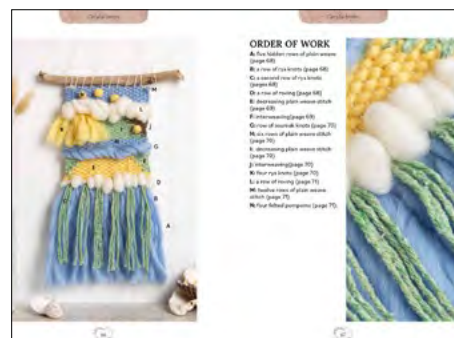 M
L
J
G
D
B
A
ORDER OF WORK
A: five hidden rows of plain weave
(page 68)
B: a row of rya knots (page 68)
C: a second row of rya knots
(pages 68)
D: a row of roving (page 68)
E: decreasing plain weave stitch
(page 69)
F: interweaving (page 69)
G: row of soumak knots (page 70)
H: six rows of plain weave stitch
(page 70)
I: decreasing plain weave stitch
(page 70)
J: interweaving (page 70)
K: four rya knots (page 70)
L: a row of roving (page 71)
M: twelve rows of plain weave
stitch (page 71)
N: four felted pompoms (page 71)